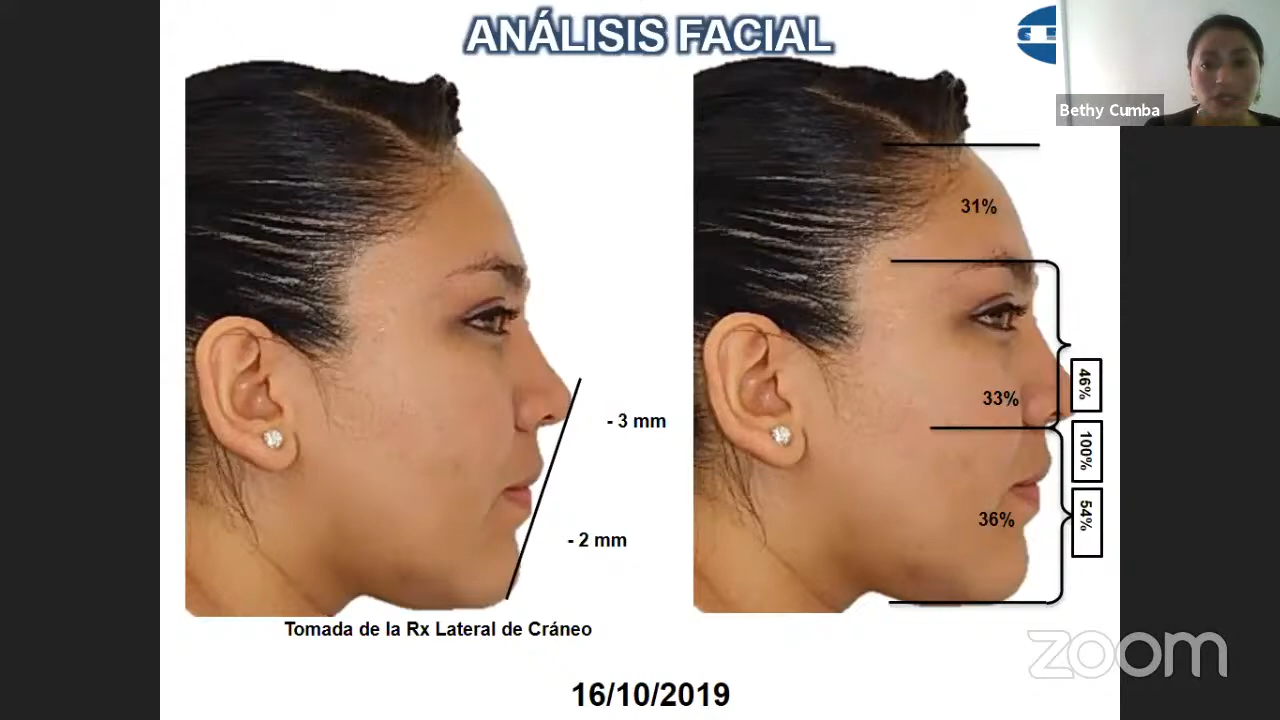 ANÁLISIS FACIAL
Bethy Cumba
31%
46%
33%
- 3 mm
100%
54%
36%
- 2 mm
Tomada de la Rx Lateral de Cráneo
zoom
16/10/2019